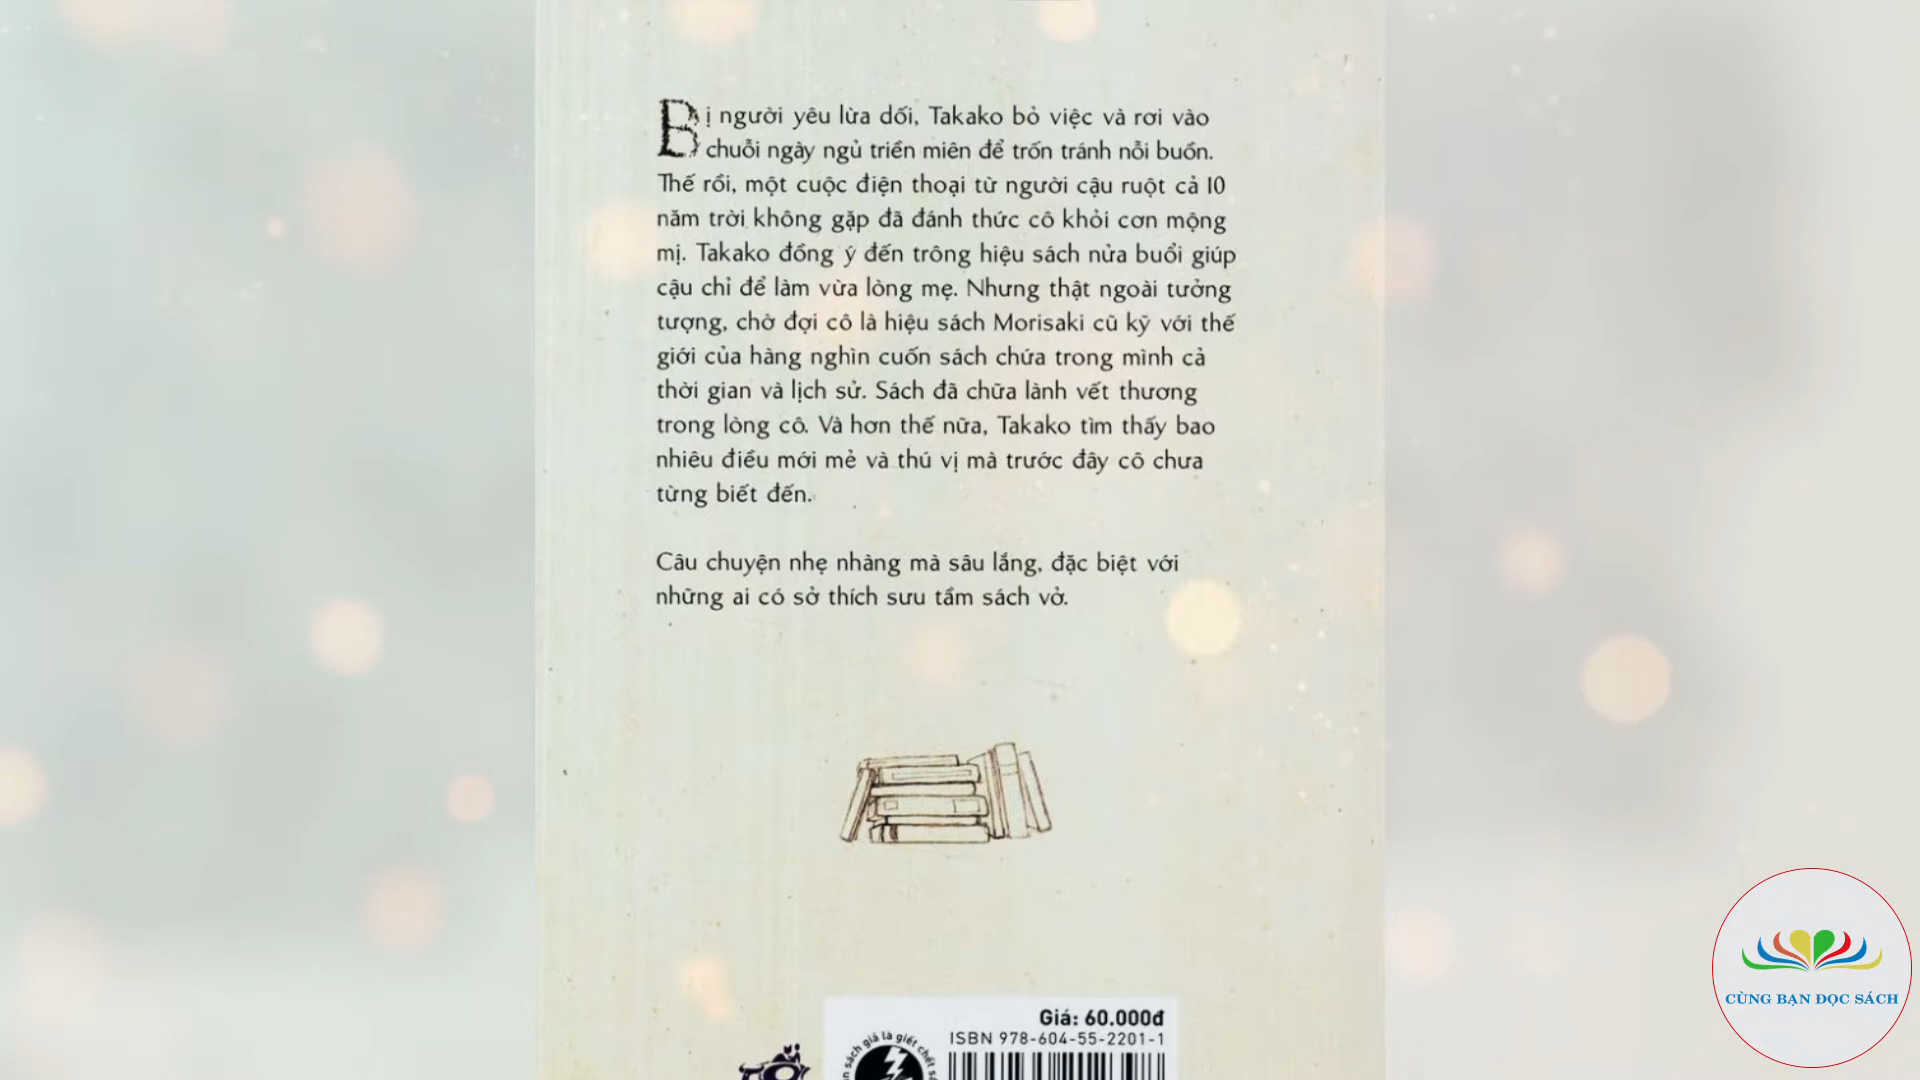 Bị người yêu lừa dối, Takako bỏ việc và rơi vào
chuỗi ngày ngủ triền miên để trốn tránh nỗi buồn.
Thế rồi, một cuộc điện thoại từ người cậu ruột cả 10
năm trời không gặp đã đánh thức cô khỏi cơn mộng
mị. Takako đồng ý đến trông hiệu sách nửa buổi giúp
cậu chỉ để làm vừa lòng mẹ. Nhưng thật ngoài tưởng
tượng, chờ đợi cô là hiệu sách Morisaki cũ kỹ với thế
giới của hàng nghìn cuốn sách chứa trong mình cả
thời gian và lịch sử. Sách đã chữa lành vết thương
trong lòng cô. Và hơn thế nữa, Takako tìm thấy bao
nhiêu điều mới mẻ và thú vị mà trước đây cô chưa
từng biết đến.
Câu chuyện nhẹ nhàng mà sâu lắng, đặc biệt với
những ai có sở thích sưu tầm sách vở.
Giá: 60.000đ
ISBN 978-604-55-2201-1
sách giả là giết chết
CÙNG BẠN ĐỌC SÁCH